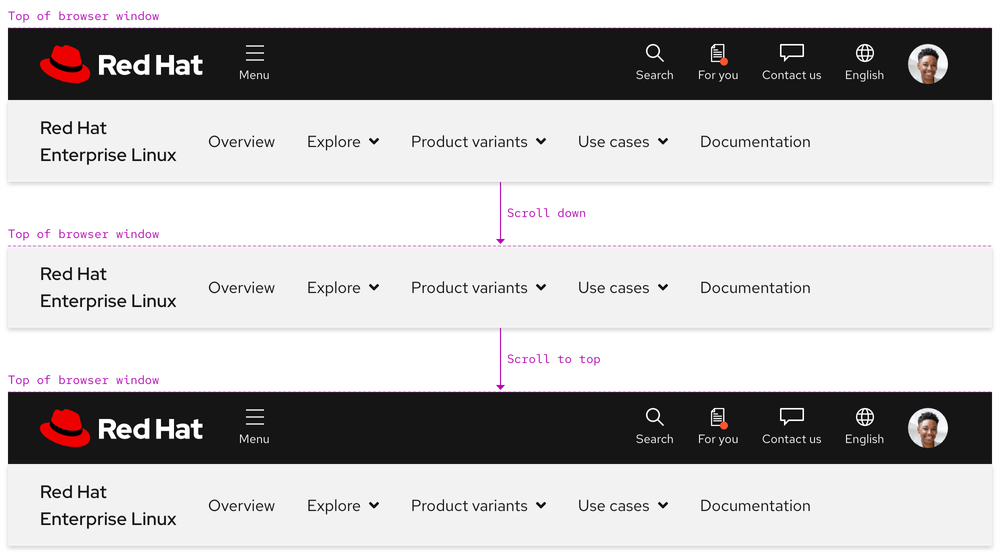 Top of browser window
Red Hat Menu Search For you Contact us English
Red Hat
Enterprise Linux Overview Explore Product variants Use cases Documentation
Scroll down
Top of browser window
Red Hat
Enterprise Linux Overview Explore Product variants Use cases Documentation
Scroll to top
Top of browser window
Red Hat Menu Search For you Contact us English
Red Hat
Enterprise Linux Overview Explore Product variants Use cases Documentation